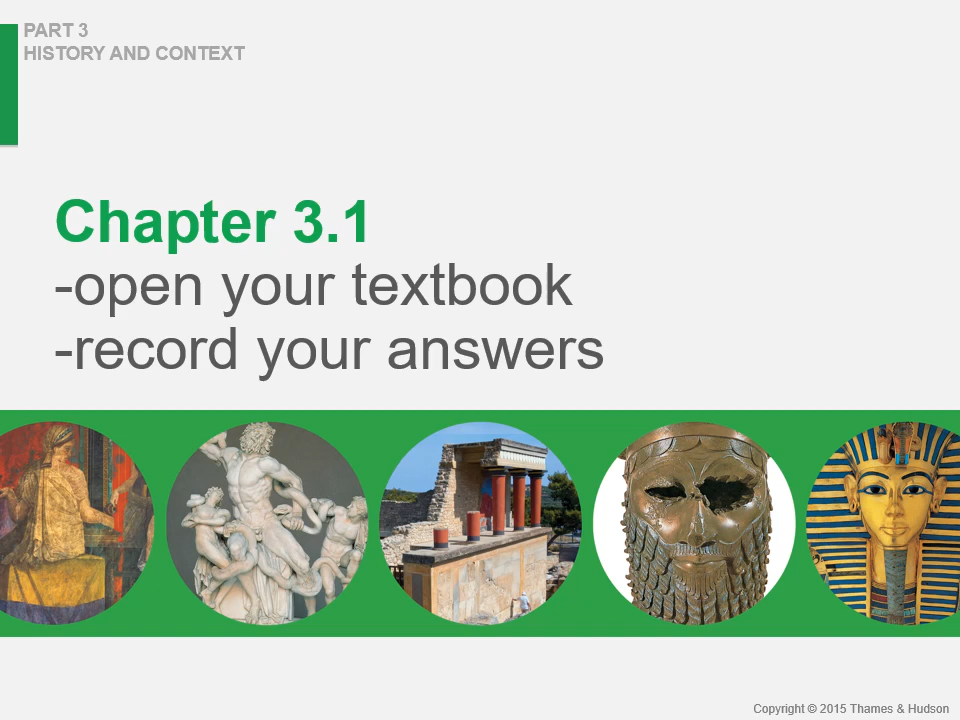 PART 3
HISTORY AND CONTEXT
Chapter 3.1
-open your textbook
-record your answers
Copyright © 2015 Thames & Hudson